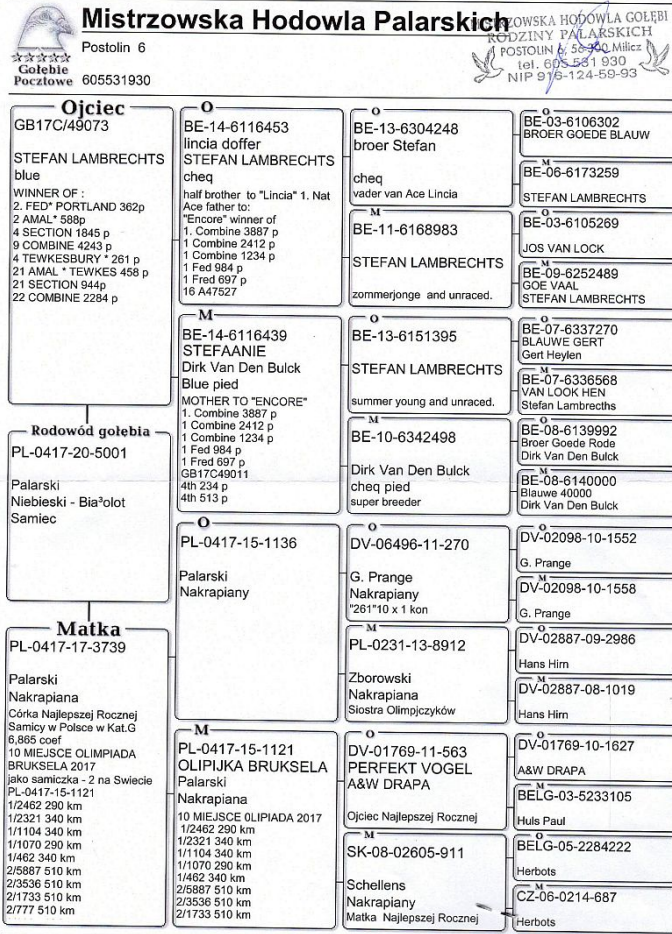 Mistrzowska Hodowla Palarskich
Postolin 6
605531930
Gołębie
Pocztowe
MISTRZOWSKA HODOWLA GOŁĘBI
RODZINY PALARSKICH
POSTOLIN 6, 56-300 Milicz
tel. 605 531 930
NIP 916-124-59-93
Ojciec
GB17C/49073
STEFAN LAMBRECHTS
blue
WINNER OF :
2. FED* PORTLAND 362p
2 AMAL* 588p
4 SECTION 1845 p
9 COMBINE 4243 p
4 TEWKESBURY * 261 p
21 AMAL * TEWKES 458 p
21 SECTION 944p
22 COMBINE 2284 p
Rodowód gołębia
PL-0417-20-5001
Palarski
Niebieski - Bia³olot
Samiec
Matka
PL-0417-17-3739
Palarski
Nakrapiana
Córka Najlepszej Rocznej
Samicy w Polsce w Kat.G
6,865 coef
10 MIEJSCE OLIMPIADA
BRUKSELA 2017
jako samiczka - 2 na Swiecie
PL-0417-15-1121
1/2462 290 km
1/2321 340 km
1/1104 340 km
1/1070 290 km
1/462 340 km
2/5887 510 km
2/3536 510 km
2/1733 510 km
2/777 510 km
O
BE-14-6116453
lincia doffer
STEFAN LAMBRECHTS
cheq
half brother to "Lincia" 1. Nat
Ace father to:
"Encore" winner of
1. Combine 3887 p
1 Combine 2412 p
1 Combine 1234 p
1 Fed 984 p
1 Fred 697 p
16 A47527
M
BE-14-6116439
STEFAANIE
Dirk Van Den Bulck
Blue pied
MOTHER TO "ENCORE"
1. Combine 3887 p
1 Combine 2412 p
1 Combine 1234 p
1 Fed 984 p
1 Fred 697 p
GB17C49011
4th 234 p
4th 513 p
O
PL-0417-15-1136
Palarski
Nakrapiany
M
PL-0417-15-1121
OLIPIJKA BRUKSELA
Palarski
Nakrapiana
10 MIEJSCE 0LIPIADA 2017
1/2462 290 km
1/2321 340 km
1/1104 340 km
1/1070 290 km
1/462 340 km
2/5887 510 km
2/3536 510 km
2/1733 510 km
O
BE-13-6304248
broer Stefan
cheq
vader van Ace Lincia
M
BE-11-6168983
STEFAN LAMBRECHTS
zommerjonge and unraced.
O
BE-13-6151395
STEFAN LAMBRECHTS
summer young and unraced.
M
BE-10-6342498
Dirk Van Den Bulck
cheq pied
super breeder
O
DV-06496-11-270
G. Prange
Nakrapiany
"261"10 x 1 kon
M
PL-0231-13-8912
Zborowski
Nakrapiana
Siostra Olimpjczyków
O
DV-01769-11-563
PERFEKT VOGEL
A&W DRAPA
Ojciec Najlepszej Rocznej
M
SK-08-02605-911
Schellens
Nakrapiany
Matka Najlepszej Rocznej
O
BE-03-6106302
BROER GOEDE BLAUW
M
BE-06-6173259
STEFAN LAMBRECHTS
O
BE-03-6105269
JOS VAN LOCK
M
BE-09-6252489
GOE VAAL
STEFAN LAMBRECHTS
O
BE-07-6337270
BLAUWE GERT
Gert Heylen
M
BE-07-6336568
VAN LOOK HEN
Stefan Lambrecths
O
BE-08-6139992
Broer Goede Rode
Dirk Van Den Bulck
M
BE-08-6140000
Blauwe 40000
Dirk Van Den Bulck
O
DV-02098-10-1552
G. Prange
M
DV-02098-10-1558
G. Prange
O
DV-02887-09-2986
Hans Hirn
M
DV-02887-08-1019
Hans Hirn
O
DV-01769-10-1627
A&W DRAPA
M
BELG-03-5233105
Huls Paul
O
BELG-05-2284222
Herbots
M
CZ-06-0214-687
Herbots